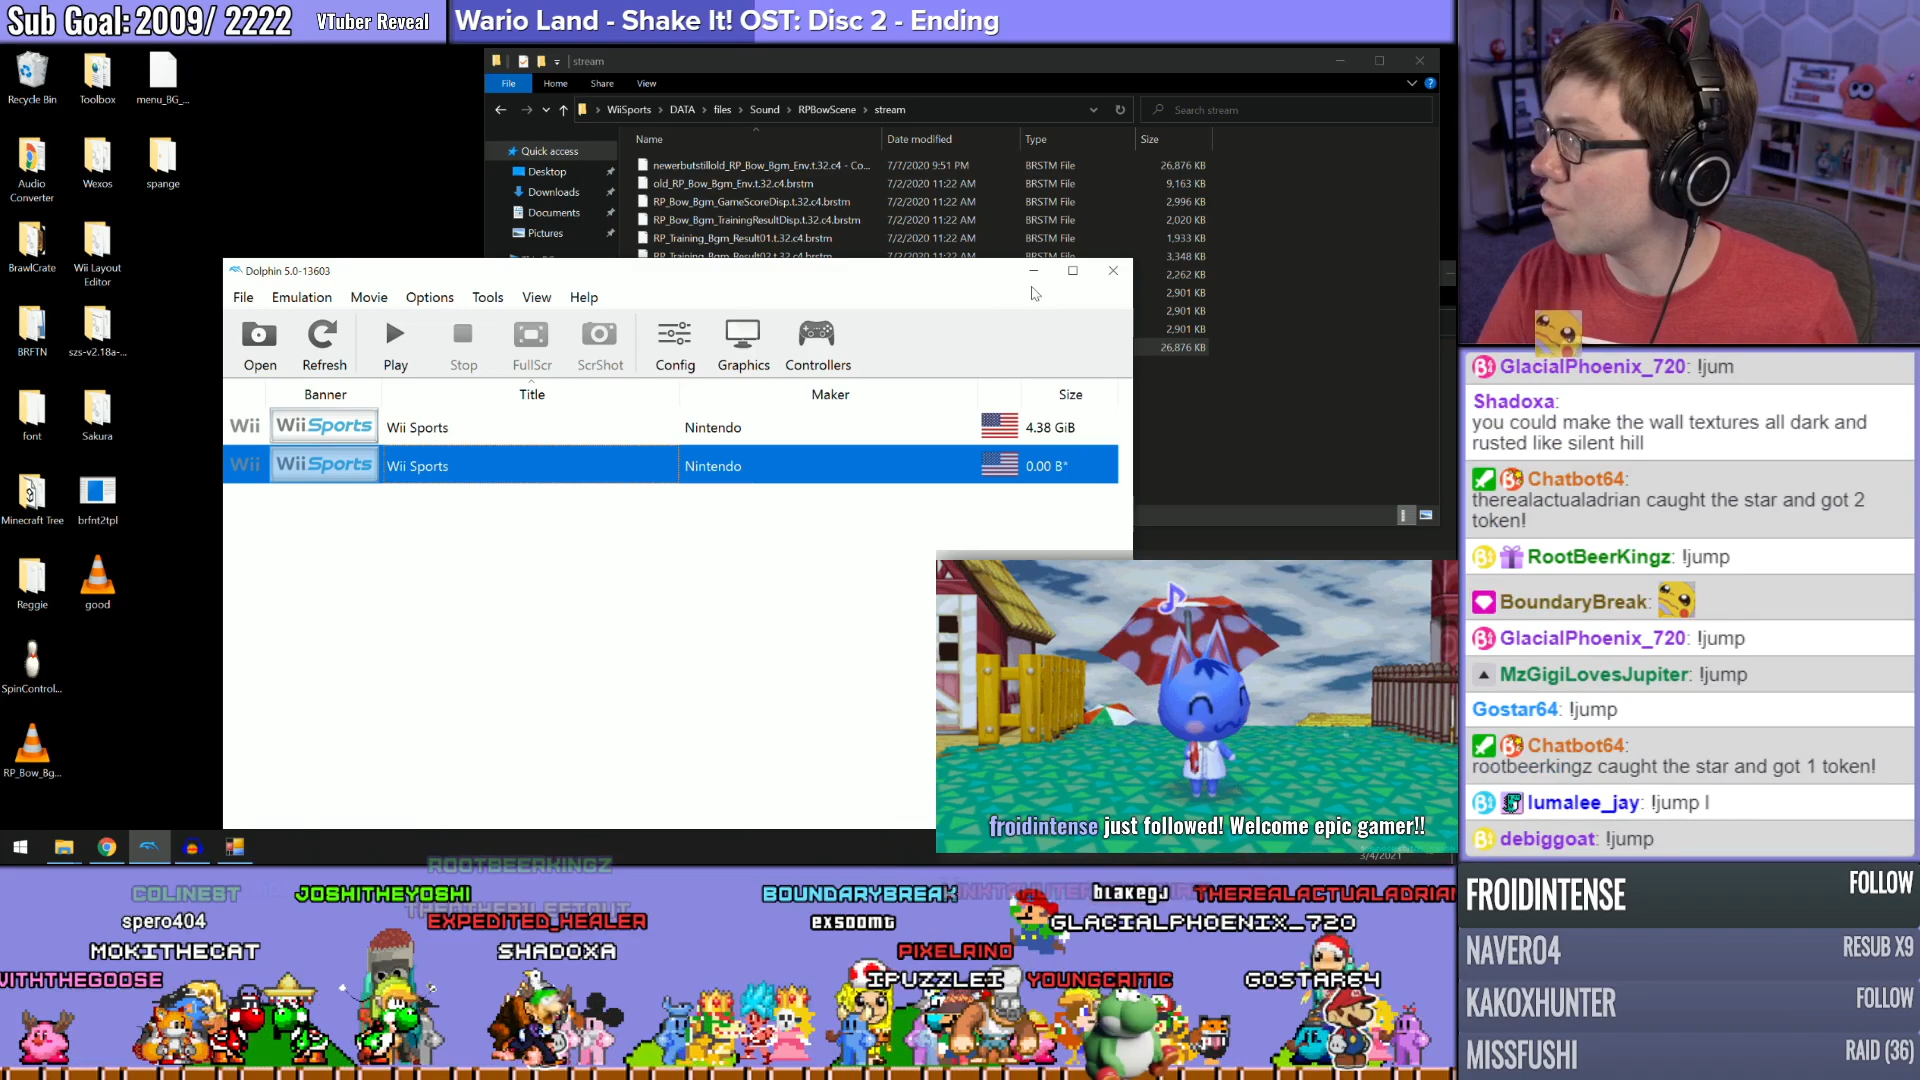 Sub Goal: 2009/ 2222 VTuber Reveal
Wario Land - Shake It! OST: Disc 2 - Ending
Recycle Bin
Toolbox
menu_BG_...
Audio Converter
Wexos
spange
BrawlCrate
Wii Layout Editor
BRFTN
szs-v2.18a-...
font
Sakura
Minecraft Tree
brfnt2tpl
Reggie
good
SpinControl...
RP_Bow_Bg...
stream
File Home Share View
WiiSports > DATA > files > Sound > RPBowScene > stream
Search stream
Name Date modified Type Size
Quick access
Desktop
Downloads
Documents
Pictures
newerbutstillold_RP_Bow_Bgm_Env.t.32.c4 - Co... 7/7/2020 9:51 PM BRSTM File 26,876 KB
old_RP_Bow_Bgm_Env.t.32.c4.brstm 7/2/2020 11:22 AM BRSTM File 9,163 KB
RP_Bow_Bgm_GameScoreDisp.t.32.c4.brstm 7/2/2020 11:22 AM BRSTM File 2,996 KB
RP_Bow_Bgm_TrainingResultDisp.t.32.c4.brstm 7/2/2020 11:22 AM BRSTM File 2,020 KB
RP_Training_Bgm_Result01.t.32.c4.brstm 7/2/2020 11:22 AM BRSTM File 1,933 KB
3,348 KB
2,262 KB
2,901 KB
2,901 KB
2,901 KB
26,876 KB
Dolphin 5.0-13603
File Emulation Movie Options Tools View Help
Open Refresh Play Stop FullScr ScrShot Config Graphics Controllers
Banner Title Maker Size
Wii Wii Sports Wii Sports Nintendo 4.38 GiB
Wii Wii Sports Wii Sports Nintendo 0.00 B*
froidintense just followed! Welcome epic gamer!!
3/4/2021
GlacialPhoenix_720: !jum
Shadoxa:
you could make the wall textures all dark and
rusted like silent hill
Chatbot64:
therealactualadrian caught the star and got 2
token!
RootBeerKingz: !jump
BoundaryBreak:
GlacialPhoenix_720: !jump
MzGigiLovesJupiter: !jump
Gostar64: !jump
Chatbot64:
rootbeerkingz caught the star and got 1 token!
lumalee_jay: !jump l
debiggoat: !jump
FROIDINTENSE FOLLOW
NAVERO4 RESUB X9
KAKOXHUNTER FOLLOW
MISSFUSHI RAID (36)
ROOTBEERKINGZ
COLINE8T
JOSHITHEYOSHI
BOUNDARYBREAK
blakegj
THEREALACTUALADRIAN
spero404
EXPEDITED_HEALER
exsoomt
GLACIALPHOENIX_720
MOKITHECAT
SHADOXA
PIXELRINO
WITHTHEGOOSE
IPUZZLEI
YOUNGCRITIC
GOSTAR64